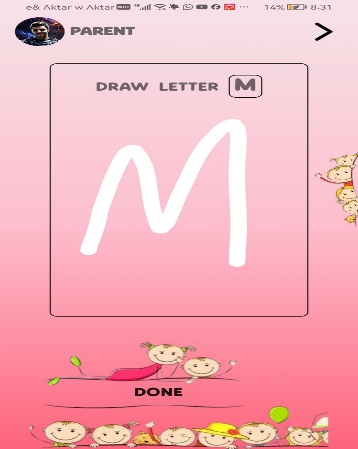 e& Aktar w Aktar 14% 8:31
PARENT
DRAW LETTER M
M
DONE